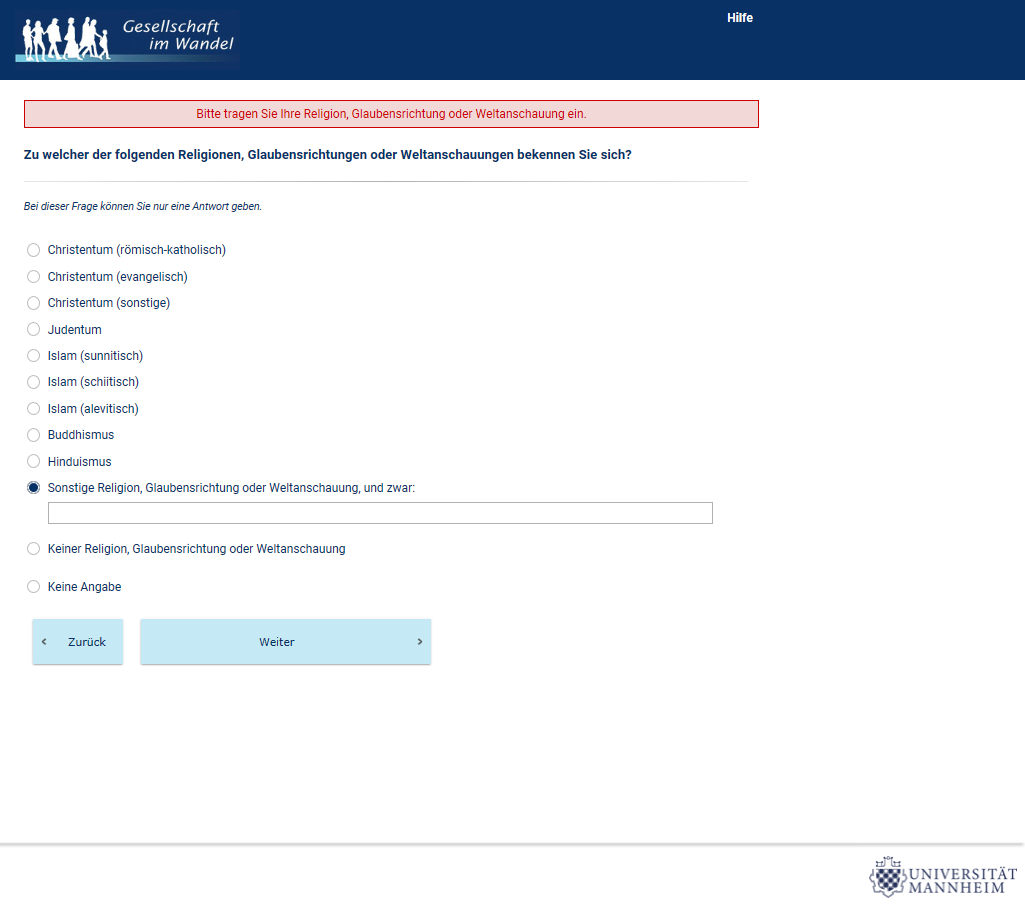 Gesellschaft
im Wandel
Hilfe
Bitte tragen Sie Ihre Religion, Glaubensrichtung oder Weltanschauung ein.
Zu welcher der folgenden Religionen, Glaubensrichtungen oder Weltanschauungen bekennen Sie sich?
Bei dieser Frage können Sie nur eine Antwort geben.
Christentum (römisch-katholisch)
Christentum (evangelisch)
Christentum (sonstige)
Judentum
Islam (sunnitisch)
Islam (schiitisch)
Islam (alevitisch)
Buddhismus
Hinduismus
Sonstige Religion, Glaubensrichtung oder Weltanschauung, und zwar:
Keiner Religion, Glaubensrichtung oder Weltanschauung
Keine Angabe
Zurück
Weiter
UNIVERSITÄT
MANNHEIM